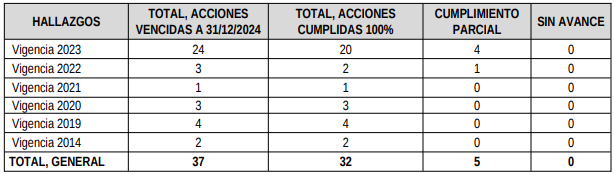 HALLAZGOS TOTAL, ACCIONES VENCIDAS A 31/12/2024 TOTAL, ACCIONES CUMPLIDAS 100% CUMPLIMIENTO PARCIAL SIN AVANCE
Vigencia 2023 24 20 4 0
Vigencia 2022 3 2 1 0
Vigencia 2021 1 1 0 0
Vigencia 2020 3 3 0 0
Vigencia 2019 4 4 0 0
Vigencia 2014 2 2 0 0
TOTAL, GENERAL 37 32 5 0